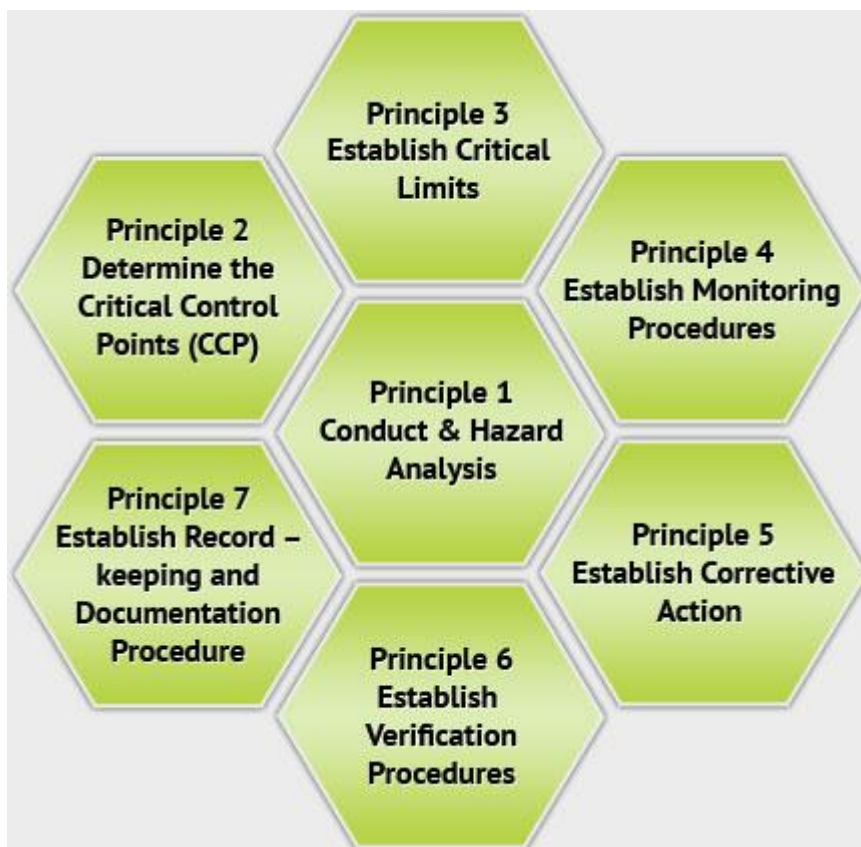 Principle 3
Establish Critical
Limits
Principle 2
Determine the
Critical Control
Points (CCP)
Principle 4
Establish Monitoring
Procedures
Principle 1
Conduct & Hazard
Analysis
Principle 7
Establish Record –
keeping and
Documentation
Procedure
Principle 5
Establish Corrective
Action
Principle 6
Establish
Verification
Procedures